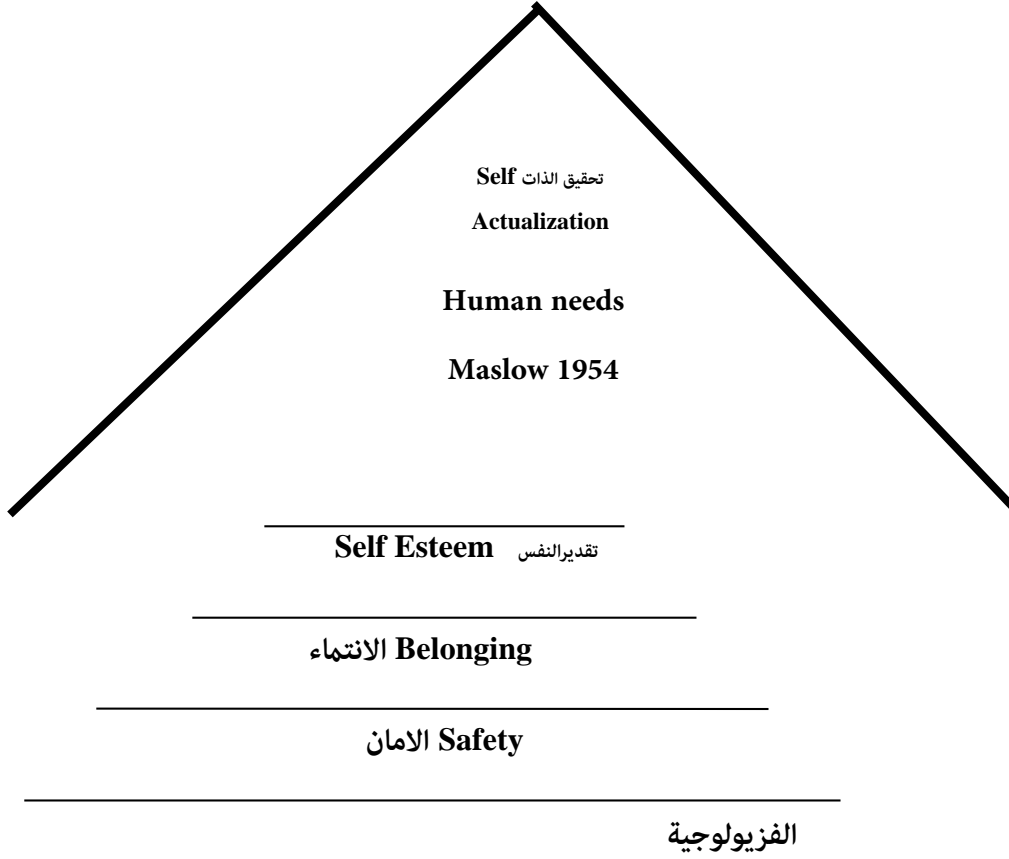 تحقيق الذات Self
Actualization
Human needs
Maslow 1954
Self Esteem تقديرالنفس
الانتماء Belonging
الامان Safety
الفزيولوجية